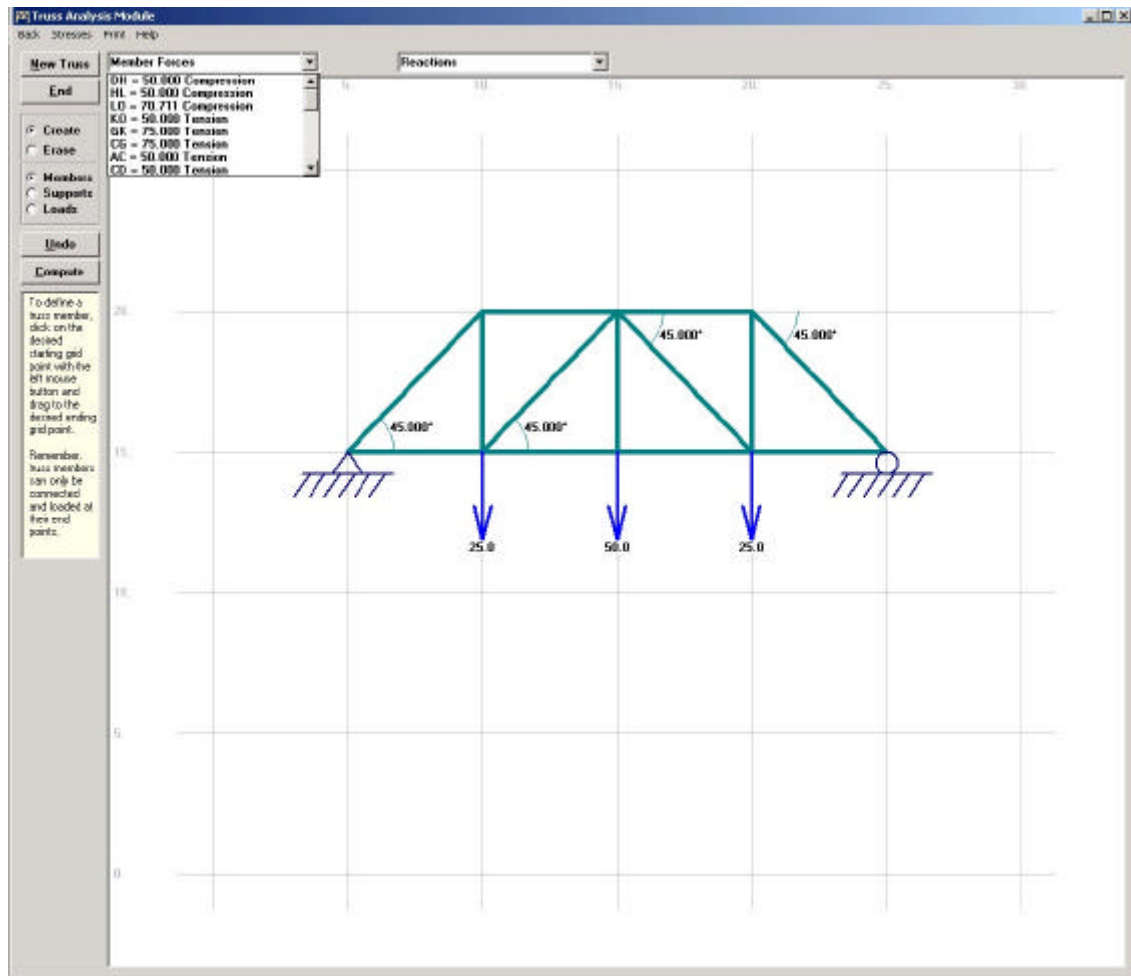 Truss Analysis Module
Back Stresses Print Help
New Truss
Member Forces
Reactions
End
DH = 50.000 Compression
HL = 50.000 Compression
LO = 70.711 Compression
KO = 50.000 Tension
GK = 75.000 Tension
CG = 75.000 Tension
AC = 50.000 Tension
CD = 50.000 Tension
5. 10. 15. 20. 25. 30.
Create
Erase
Members
Supports
Loads
Undo
Compute
To define a
truss member,
click on the
desired
starting grid
point with the
left mouse
button and
drag to the
desired ending
grid point.
Remember,
truss members
can only be
connected
and loaded at
their end
points.
20.
45.000°
45.000°
45.000°
45.000°
15.
25.0
50.0
25.0
10.
5.
0.